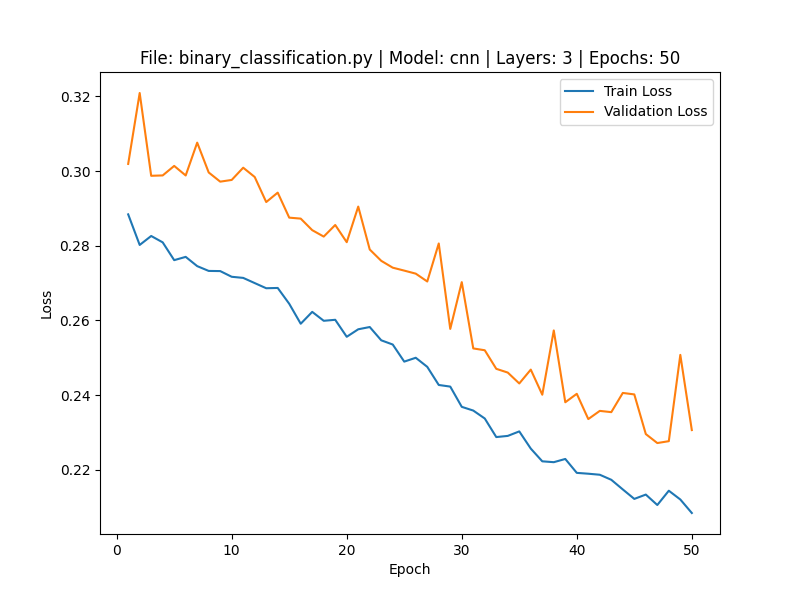 File: binary_classification.py | Model: cnn | Layers: 3 | Epochs: 50
Train Loss
Validation Loss
0.32
0.30
0.28
0.26
0.24
0.22
Loss
0 10 20 30 40 50
Epoch